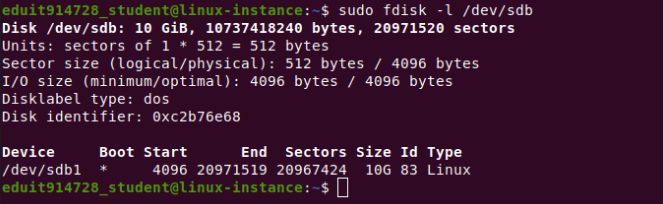 eduit914728_student@linux-instance:~$ sudo fdisk -l /dev/sdb
Disk /dev/sdb: 10 GiB, 10737418240 bytes, 20971520 sectors
Units: sectors of 1 * 512 = 512 bytes
Sector size (logical/physical): 512 bytes / 4096 bytes
I/O size (minimum/optimal): 4096 bytes / 4096 bytes
Disklabel type: dos
Disk identifier: 0xc2b76e68
Device     Boot Start      End  Sectors Size Id Type
/dev/sdb1  *     4096 20971519 20967424  10G 83 Linux
eduit914728_student@linux-instance:~$